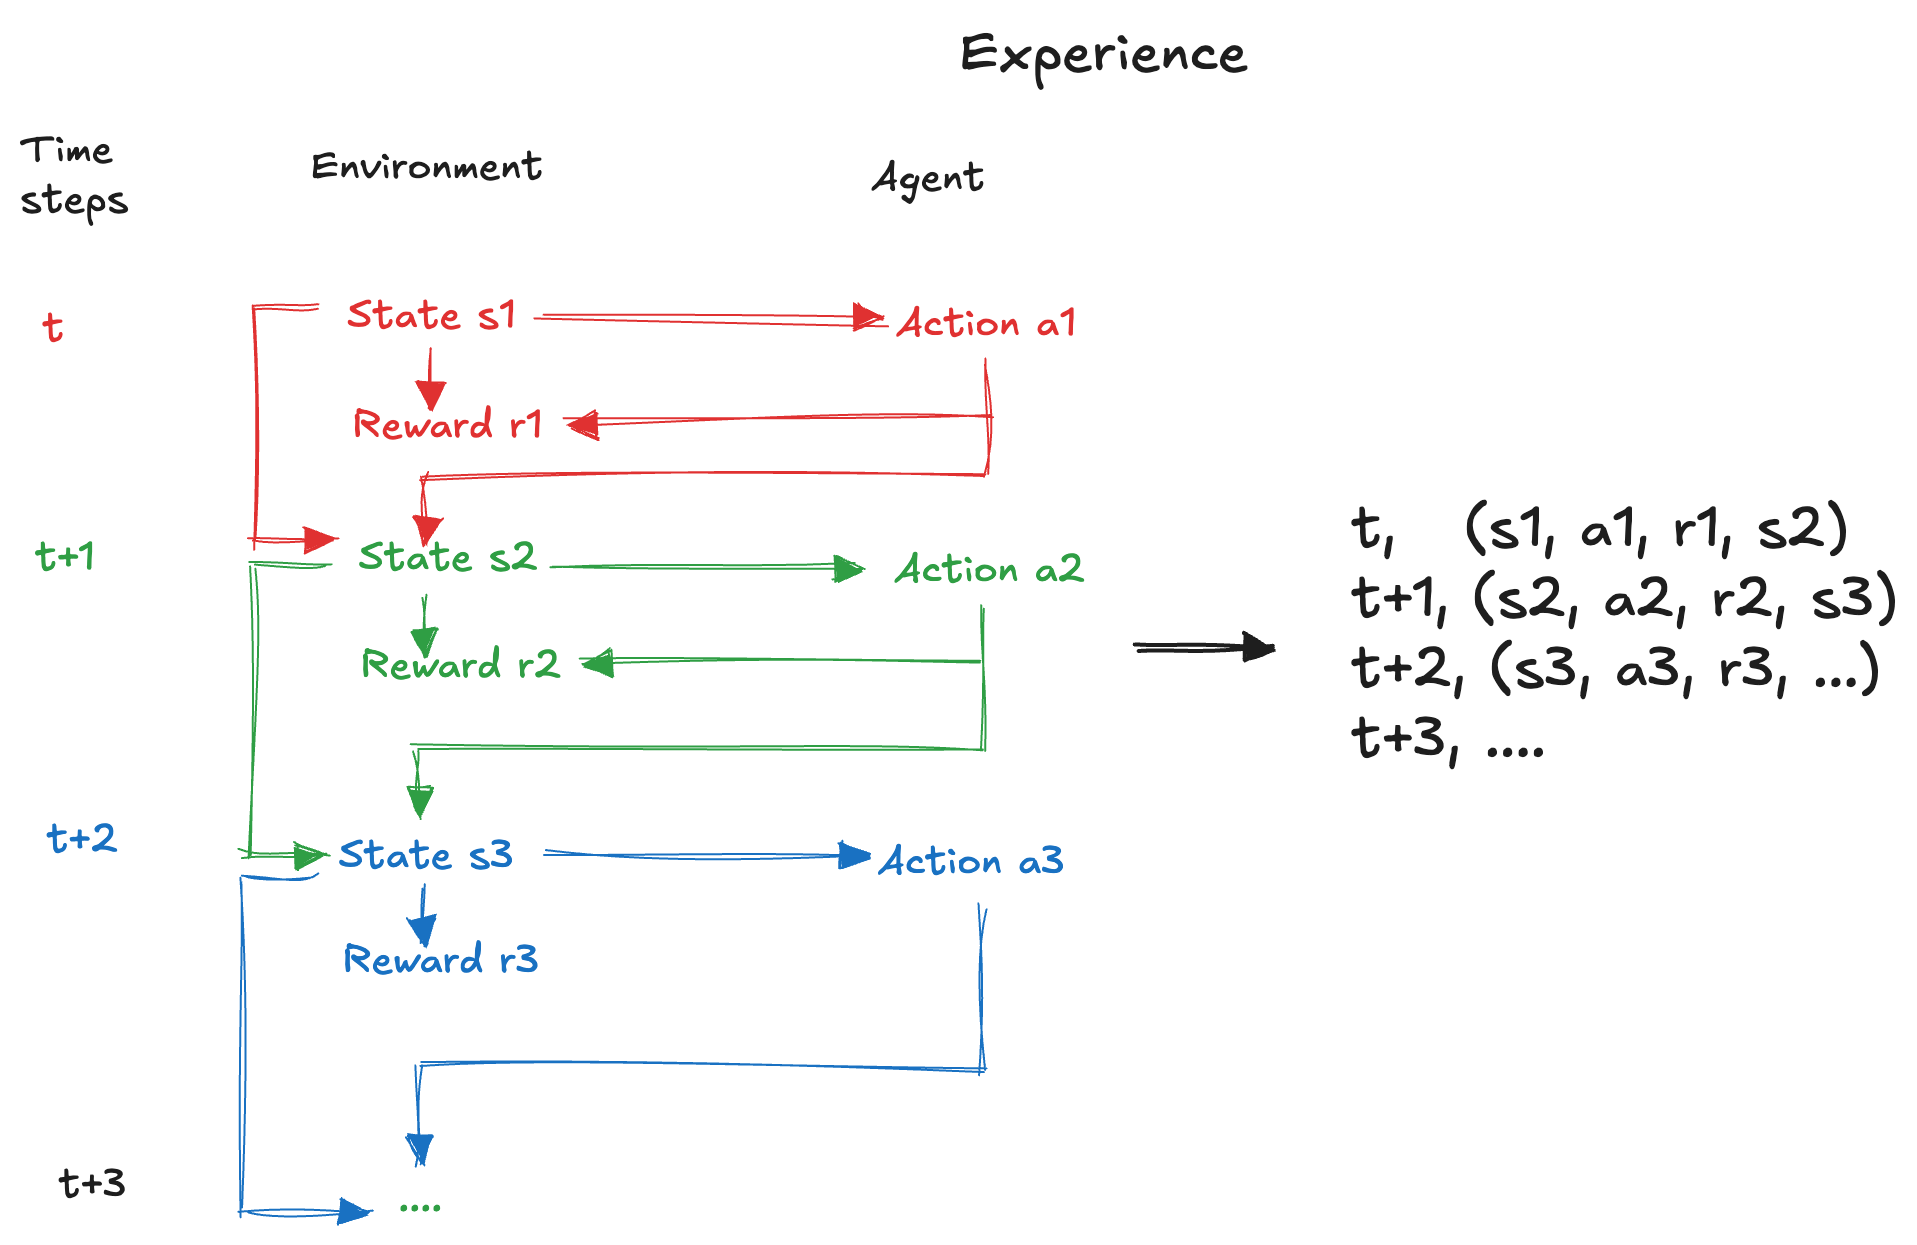 Experience
Time
steps
Environment
Agent
t
State s1
Action a1
Reward r1
t+1
State s2
Action a2
Reward r2
t+2
State s3
Action a3
Reward r3
t+3
....
t, (s1, a1, r1, s2)
t+1, (s2, a2, r2, s3)
t+2, (s3, a3, r3, ...)
t+3, ....